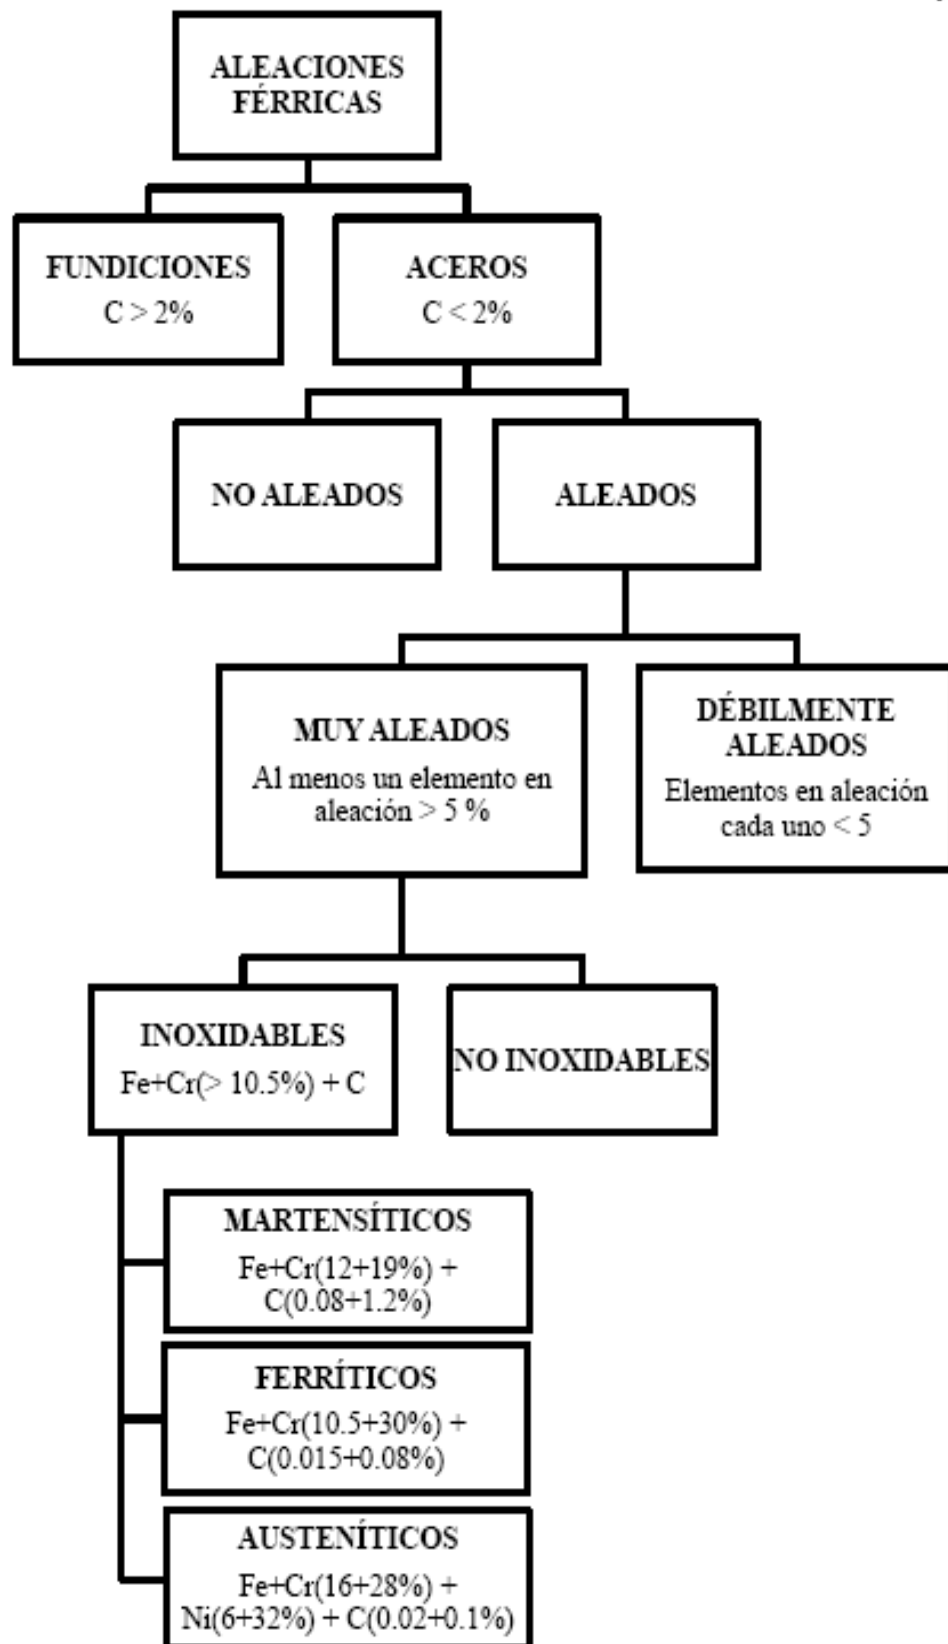 ALEACIONES
FÉRRICAS
FUNDICIONES
C > 2%
ACEROS
C < 2%
NO ALEADOS
ALEADOS
MUY ALEADOS
Al menos un elemento en
aleación > 5 %
DÉBILMENTE
ALEADOS
Elementos en aleación
cada uno < 5
INOXIDABLES
Fe+Cr(> 10.5%) + C
NO INOXIDABLES
MARTENSÍTICOS
Fe+Cr(12+19%) +
C(0.08+1.2%)
FERRÍTICOS
Fe+Cr(10.5+30%) +
C(0.015+0.08%)
AUSTENÍTICOS
Fe+Cr(16+28%) +
Ni(6+32%) + C(0.02+0.1%)